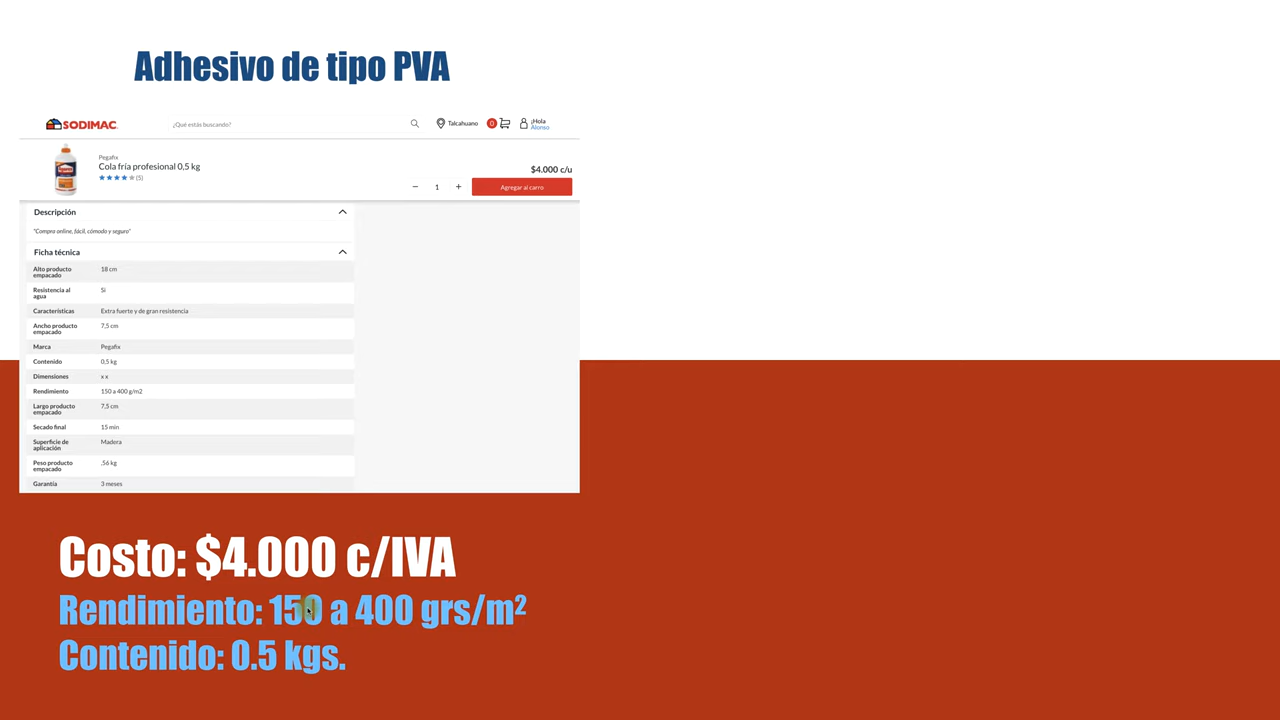 Adhesivo de tipo PVA
SODIMAC
¿Qué estás buscando?
Talcahuano
0
¡Hola
Alonso
Pegafix
Cola fría profesional 0,5 kg
(5)
$4.000 c/u
− 1 +
Agregar al carro
Descripción
"Compra online, fácil, cómoda y seguro"
Ficha técnica
Alto producto empacado 18 cm
Resistencia al agua Si
Características Extra fuerte y de gran resistencia
Ancho producto empacado 7,5 cm
Marca Pegafix
Contenido 0,5 kg
Dimensiones x x
Rendimiento 150 a 400 g/m2
Largo producto empacado 7,5 cm
Secado final 15 min
Superficie de aplicación Madera
Peso producto empacado .56 kg
Garantía 3 meses
Costo: $4.000 c/IVA
Rendimiento: 150 a 400 grs/m²
Contenido: 0.5 kgs.